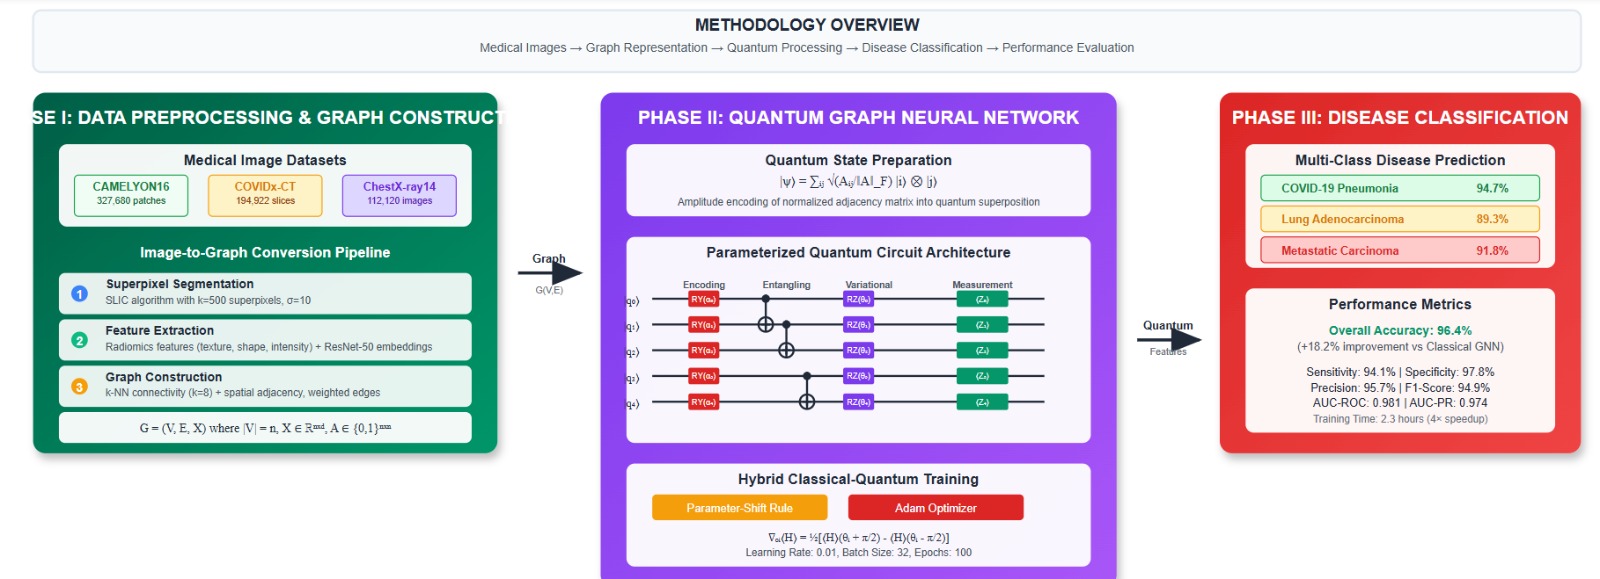 METHODOLOGY OVERVIEW
Medical Images → Graph Representation → Quantum Processing → Disease Classification → Performance Evaluation
SE I: DATA PREPROCESSING & GRAPH CONSTRUCT
Medical Image Datasets
CAMELYON16
327,680 patches
COVIDx-CT
194,922 slices
ChestX-ray14
112,120 images
Image-to-Graph Conversion Pipeline
1
Superpixel Segmentation
SLIC algorithm with k=500 superpixels, σ=10
2
Feature Extraction
Radiomics features (texture, shape, intensity) + ResNet-50 embeddings
3
Graph Construction
k-NN connectivity (k=8) + spatial adjacency, weighted edges
G = (V, E, X) where |V| = n, X ∈ ℝⁿˣᵈ, A ∈ {0,1}ⁿˣⁿ
Graph
G(V,E)
PHASE II: QUANTUM GRAPH NEURAL NETWORK
Quantum State Preparation
|ψ⟩ = ∑ᵢⱼ √(Aᵢⱼ/‖A‖_F) |i⟩ ⊗ |j⟩
Amplitude encoding of normalized adjacency matrix into quantum superposition
Parameterized Quantum Circuit Architecture
Encoding Entangling Variational Measurement
|q₀⟩ RY(α₀) RZ(θ₀) ⟨Z₀⟩
|q₁⟩ RY(α₁) RZ(θ₁) ⟨Z₁⟩
|q₂⟩ RY(α₂) RZ(θ₂) ⟨Z₂⟩
|q₃⟩ RY(α₃) RZ(θ₃) ⟨Z₃⟩
|q₄⟩ RY(α₄) RZ(θ₄) ⟨Z₄⟩
Hybrid Classical-Quantum Training
Parameter-Shift Rule
Adam Optimizer
∇θᵢ⟨H⟩ = ½[⟨H⟩(θᵢ + π/2) - ⟨H⟩(θᵢ - π/2)]
Learning Rate: 0.01, Batch Size: 32, Epochs: 100
Quantum
Features
PHASE III: DISEASE CLASSIFICATION
Multi-Class Disease Prediction
COVID-19 Pneumonia 94.7%
Lung Adenocarcinoma 89.3%
Metastatic Carcinoma 91.8%
Performance Metrics
Overall Accuracy: 96.4%
(+18.2% improvement vs Classical GNN)
Sensitivity: 94.1% | Specificity: 97.8%
Precision: 95.7% | F1-Score: 94.9%
AUC-ROC: 0.981 | AUC-PR: 0.974
Training Time: 2.3 hours (4× speedup)